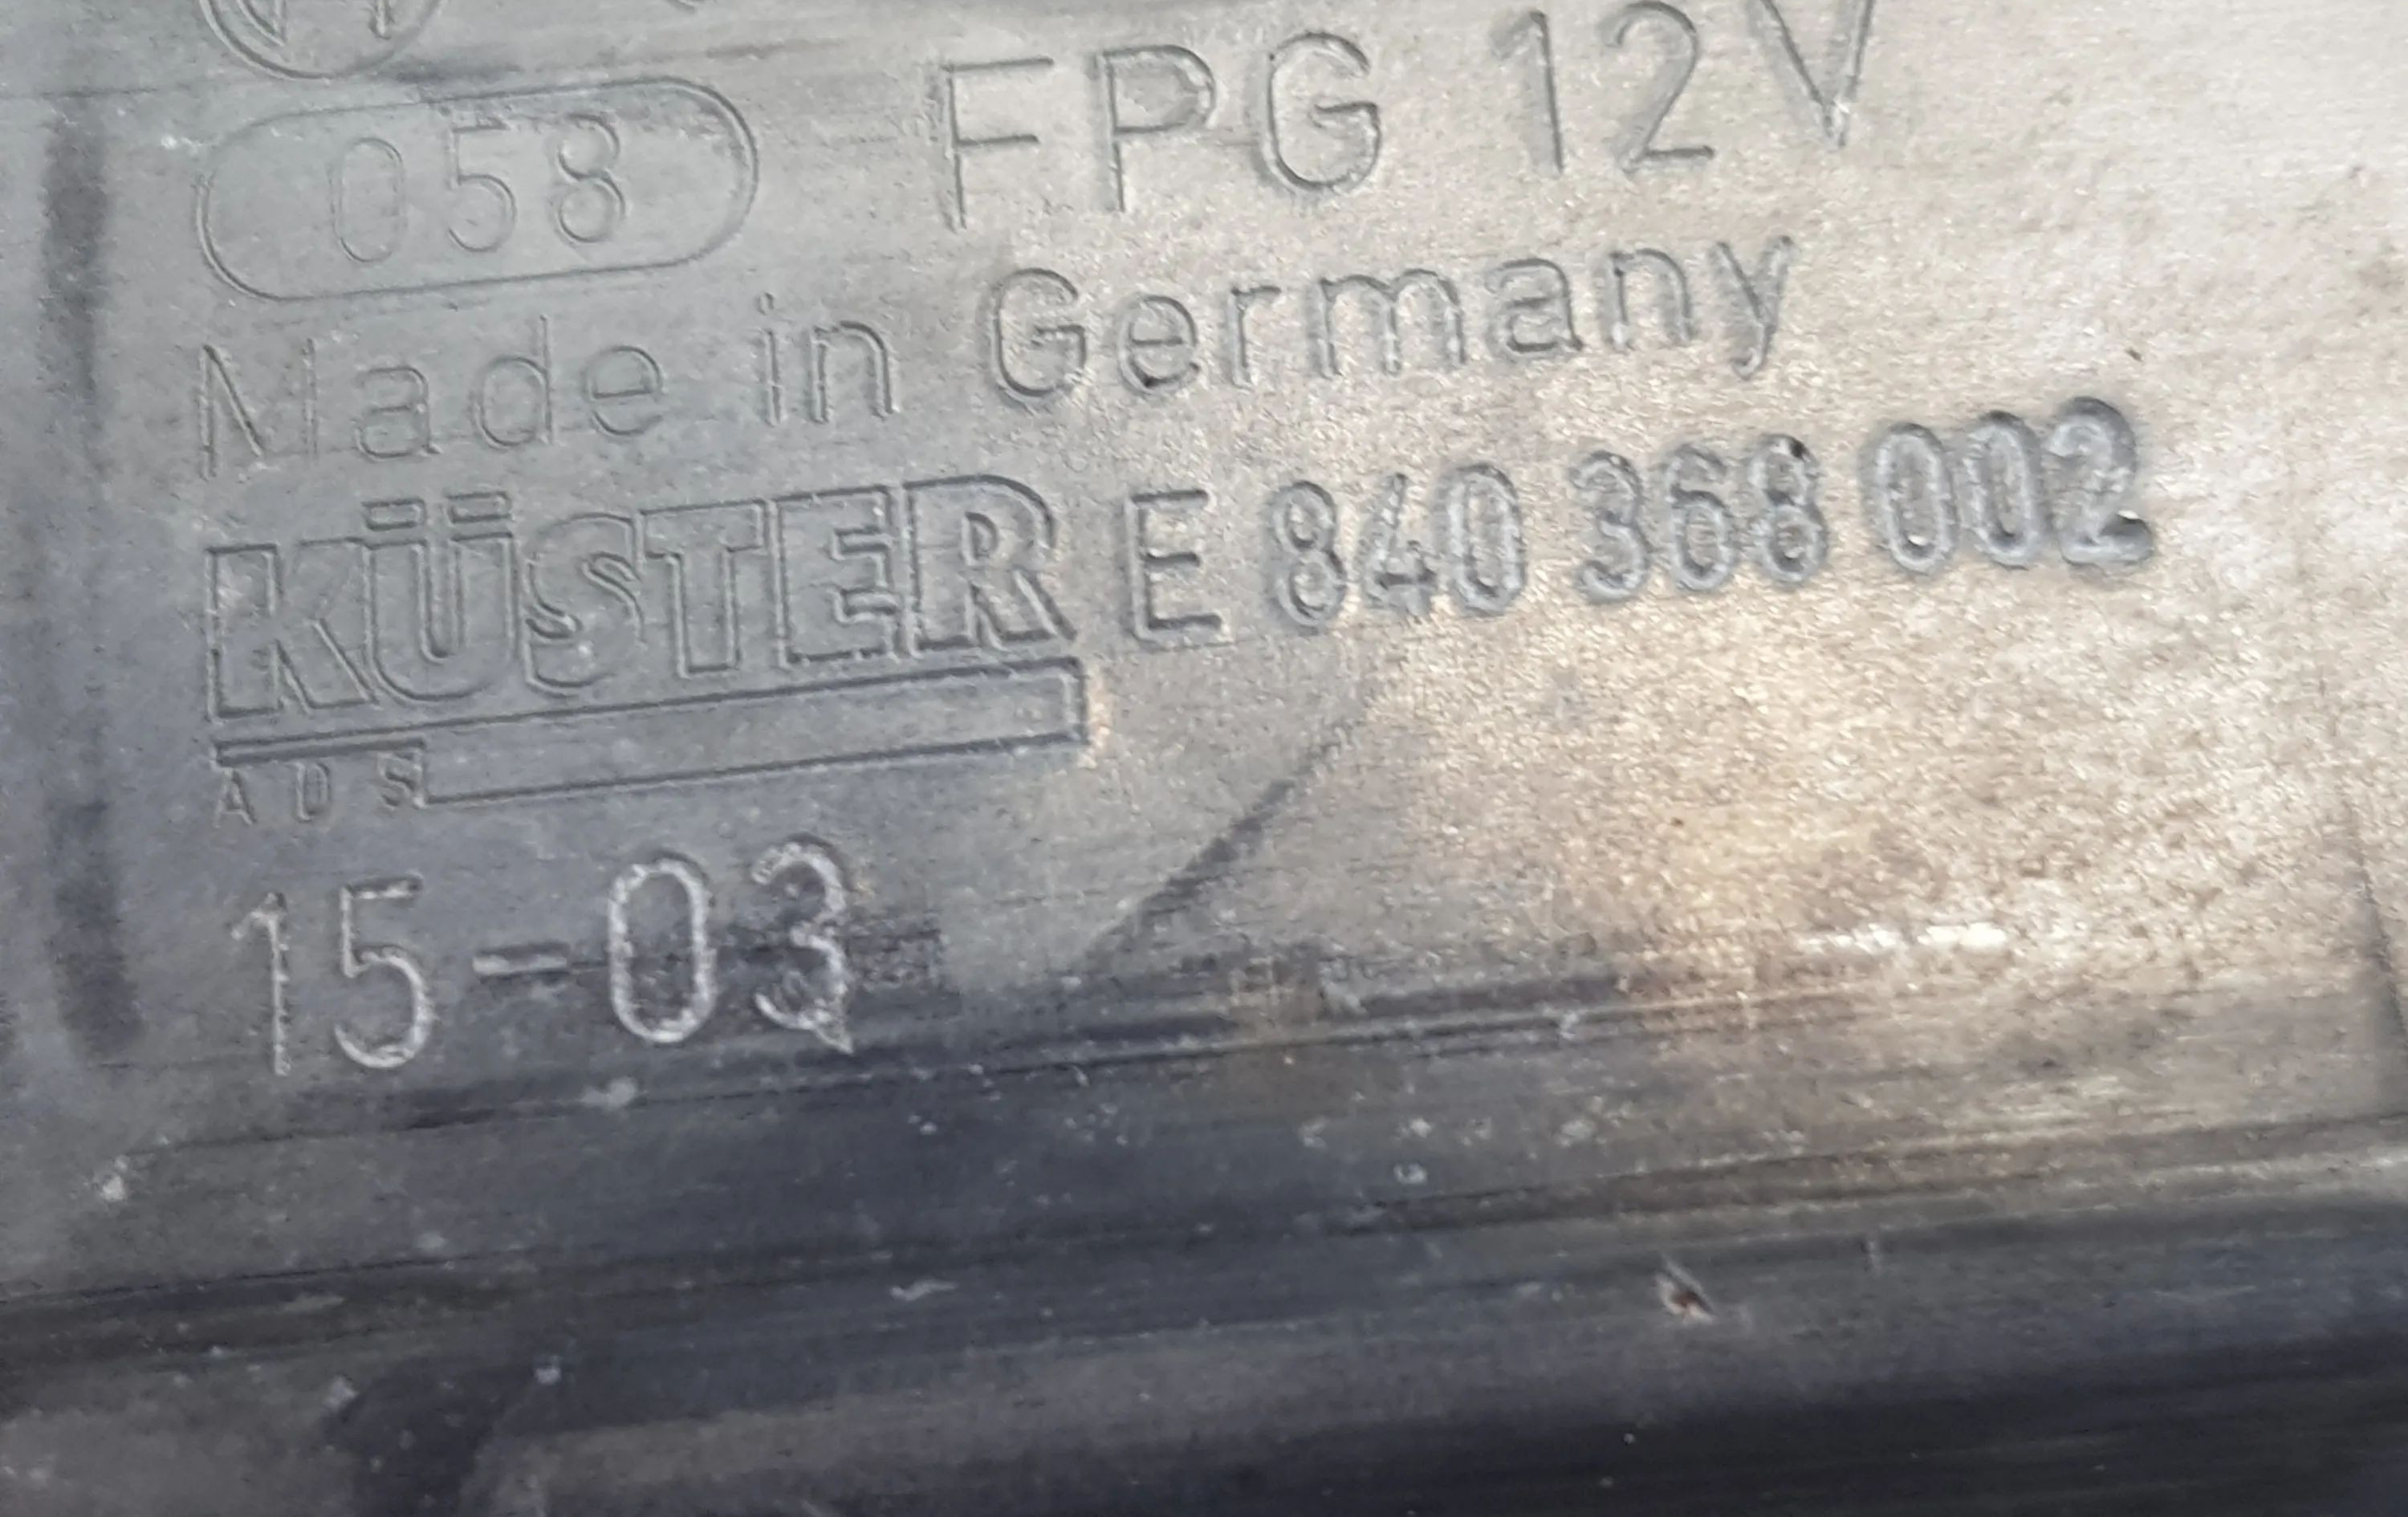 058 FPG 12V
Made in Germany
KÜSTER E 840 368 002
ADS
15-03